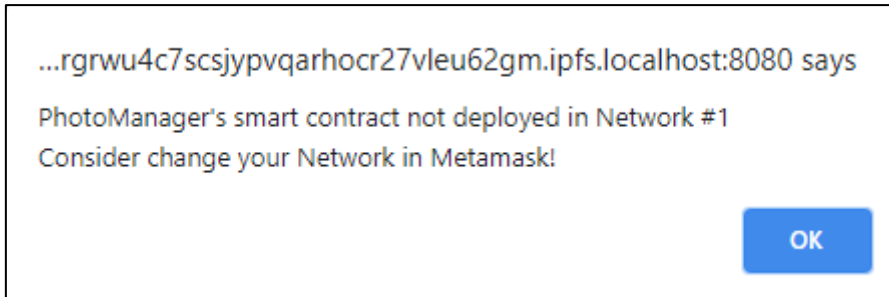 ...rgrwu4c7scsjypvqarhocr27vleu62gm.ipfs.localhost:8080 says
PhotoManager's smart contract not deployed in Network #1
Consider change your Network in Metamask!
OK